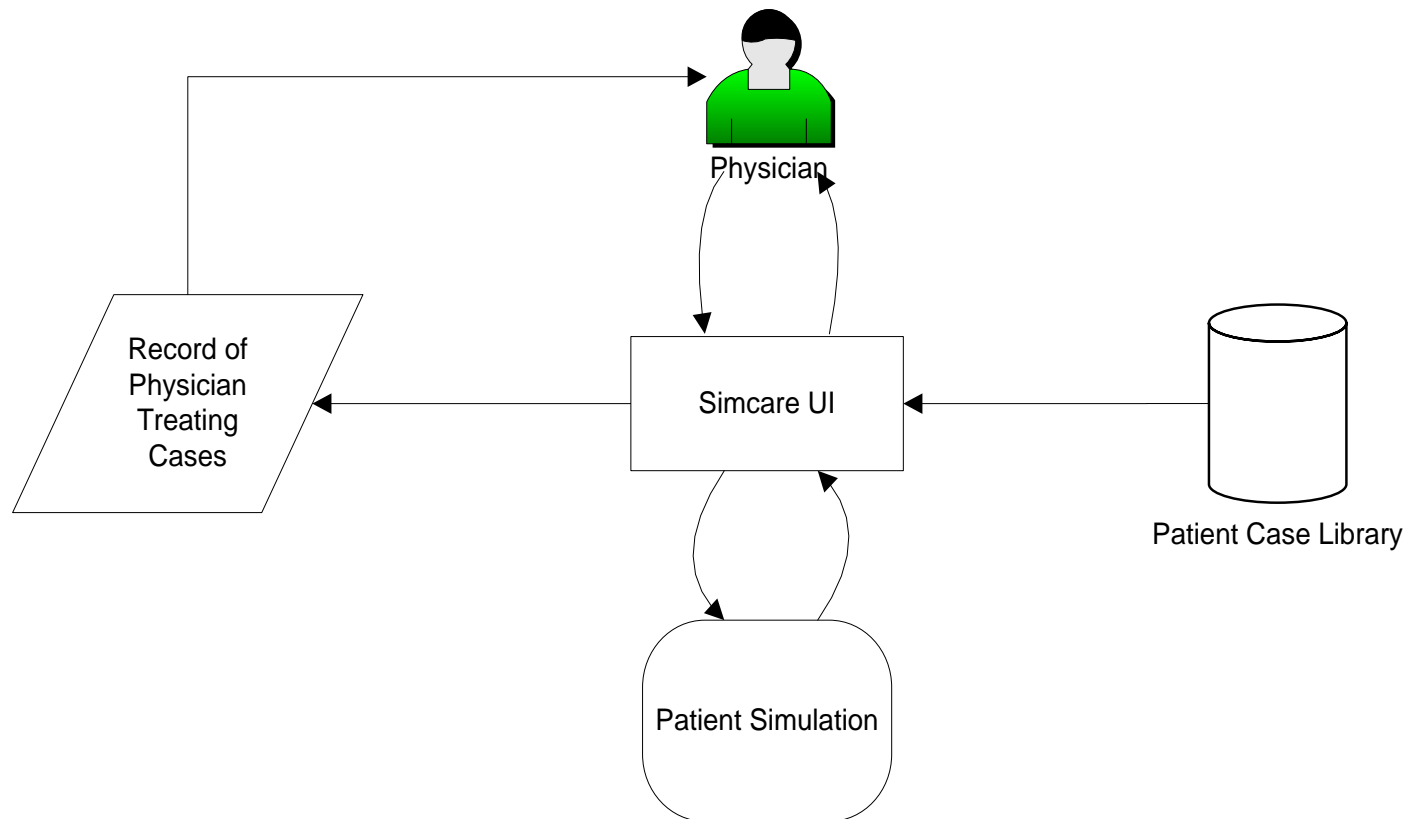 Physician
Record of
Physician
Treating
Cases
Simcare UI
Patient Case Library
Patient Simulation